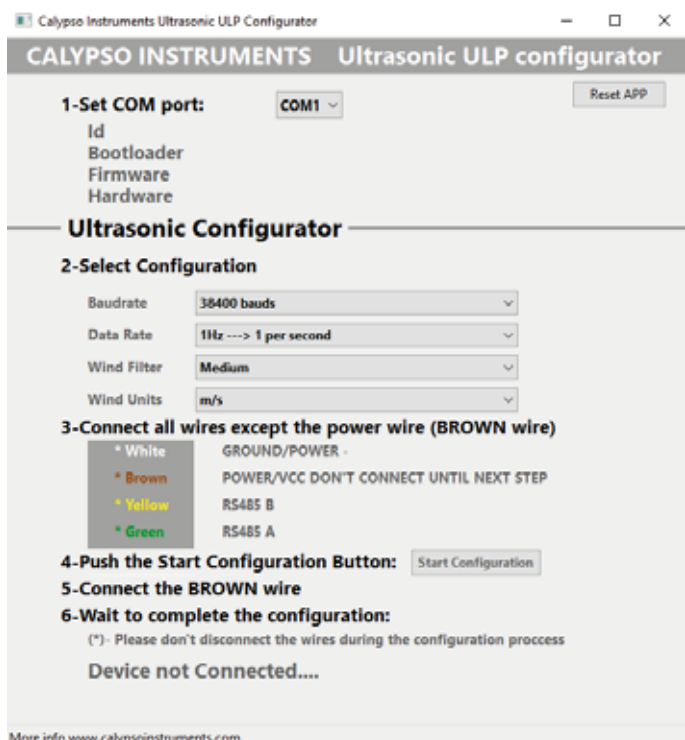 Calypso Instruments Ultrasonic ULP Configurator
CALYPSO INSTRUMENTS Ultrasonic ULP configurator
Reset APP
1-Set COM port: COM1
Id
Bootloader
Firmware
Hardware
Ultrasonic Configurator
2-Select Configuration
Baudrate 38400 bauds
Data Rate 1Hz ---> 1 per second
Wind Filter Medium
Wind Units m/s
3-Connect all wires except the power wire (BROWN wire)
* White GROUND/POWER -
* Brown POWER/VCC DON'T CONNECT UNTIL NEXT STEP
* Yellow RS485 B
* Green RS485 A
4-Push the Start Configuration Button: Start Configuration
5-Connect the BROWN wire
6-Wait to complete the configuration:
(*)- Please don't disconnect the wires during the configuration proccess
Device not Connected....
More info www.calypsoinstruments.com